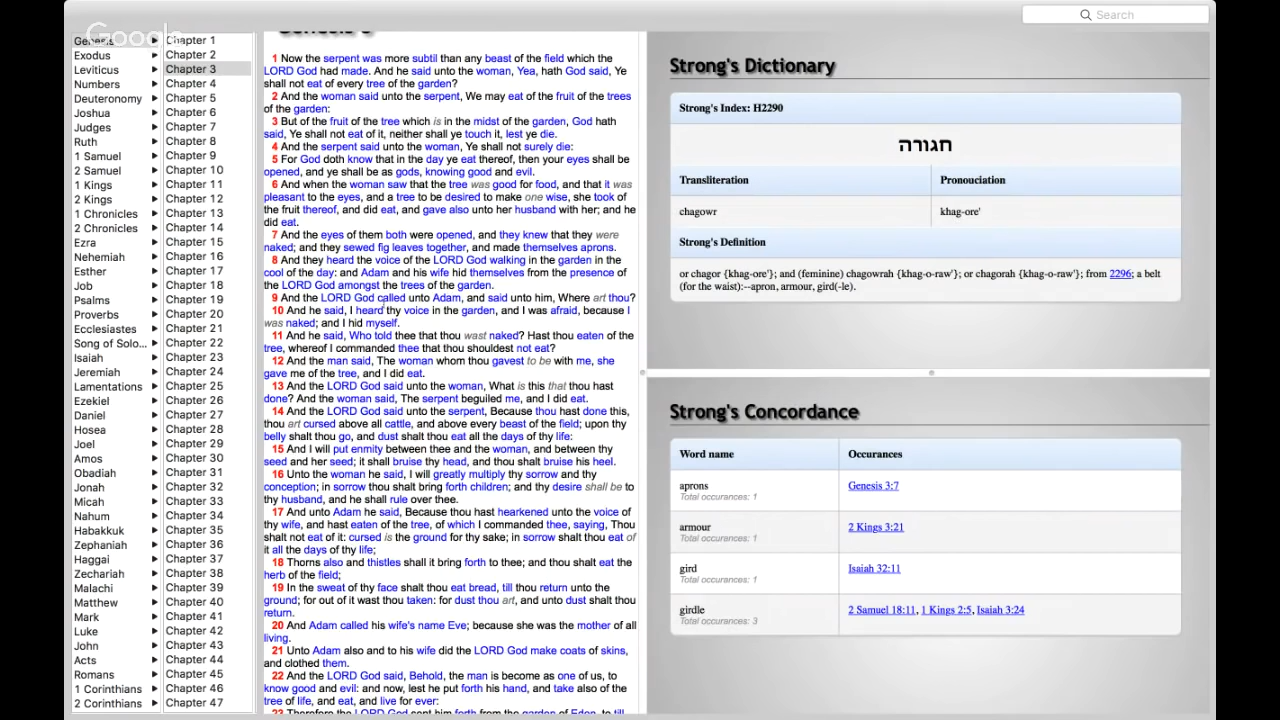 Google
Search
Genesis
Exodus
Leviticus
Numbers
Deuteronomy
Joshua
Judges
Ruth
1 Samuel
2 Samuel
1 Kings
2 Kings
1 Chronicles
2 Chronicles
Ezra
Nehemiah
Esther
Job
Psalms
Proverbs
Ecclesiastes
Song of Solo...
Isaiah
Jeremiah
Lamentations
Ezekiel
Daniel
Hosea
Joel
Amos
Obadiah
Jonah
Micah
Nahum
Habakkuk
Zephaniah
Haggai
Zechariah
Malachi
Matthew
Mark
Luke
John
Acts
Romans
1 Corinthians
2 Corinthians
Chapter 1
Chapter 2
Chapter 3
Chapter 4
Chapter 5
Chapter 6
Chapter 7
Chapter 8
Chapter 9
Chapter 10
Chapter 11
Chapter 12
Chapter 13
Chapter 14
Chapter 15
Chapter 16
Chapter 17
Chapter 18
Chapter 19
Chapter 20
Chapter 21
Chapter 22
Chapter 23
Chapter 24
Chapter 25
Chapter 26
Chapter 27
Chapter 28
Chapter 29
Chapter 30
Chapter 31
Chapter 32
Chapter 33
Chapter 34
Chapter 35
Chapter 36
Chapter 37
Chapter 38
Chapter 39
Chapter 40
Chapter 41
Chapter 42
Chapter 43
Chapter 44
Chapter 45
Chapter 46
Chapter 47
Genesis 3
1 Now the serpent was more subtil than any beast of the field which the
LORD God had made. And he said unto the woman, Yea, hath God said, Ye
shall not eat of every tree of the garden?
2 And the woman said unto the serpent, We may eat of the fruit of the trees
of the garden:
3 But of the fruit of the tree which is in the midst of the garden, God hath
said, Ye shall not eat of it, neither shall ye touch it, lest ye die.
4 And the serpent said unto the woman, Ye shall not surely die:
5 For God doth know that in the day ye eat thereof, then your eyes shall be
opened, and ye shall be as gods, knowing good and evil.
6 And when the woman saw that the tree was good for food, and that it was
pleasant to the eyes, and a tree to be desired to make one wise, she took of
the fruit thereof, and did eat, and gave also unto her husband with her; and he
did eat.
7 And the eyes of them both were opened, and they knew that they were
naked; and they sewed fig leaves together, and made themselves aprons.
8 And they heard the voice of the LORD God walking in the garden in the
cool of the day: and Adam and his wife hid themselves from the presence of
the LORD God amongst the trees of the garden.
9 And the LORD God called unto Adam, and said unto him, Where art thou?
10 And he said, I heard thy voice in the garden, and I was afraid, because I
was naked; and I hid myself.
11 And he said, Who told thee that thou wast naked? Hast thou eaten of the
tree, whereof I commanded thee that thou shouldest not eat?
12 And the man said, The woman whom thou gavest to be with me, she
gave me of the tree, and I did eat.
13 And the LORD God said unto the woman, What is this that thou hast
done? And the woman said, The serpent beguiled me, and I did eat.
14 And the LORD God said unto the serpent, Because thou hast done this,
thou art cursed above all cattle, and above every beast of the field; upon thy
belly shalt thou go, and dust shalt thou eat all the days of thy life:
15 And I will put enmity between thee and the woman, and between thy
seed and her seed; it shall bruise thy head, and thou shalt bruise his heel.
16 Unto the woman he said, I will greatly multiply thy sorrow and thy
conception; in sorrow thou shalt bring forth children; and thy desire shall be to
thy husband, and he shall rule over thee.
17 And unto Adam he said, Because thou hast hearkened unto the voice of
thy wife, and hast eaten of the tree, of which I commanded thee, saying, Thou
shalt not eat of it: cursed is the ground for thy sake; in sorrow shalt thou eat of
it all the days of thy life;
18 Thorns also and thistles shall it bring forth to thee; and thou shalt eat the
herb of the field;
19 In the sweat of thy face shalt thou eat bread, till thou return unto the
ground; for out of it wast thou taken: for dust thou art, and unto dust shalt thou
return.
20 And Adam called his wife's name Eve; because she was the mother of all
living.
21 Unto Adam also and to his wife did the LORD God make coats of skins,
and clothed them.
22 And the LORD God said, Behold, the man is become as one of us, to
know good and evil: and now, lest he put forth his hand, and take also of the
tree of life, and eat, and live for ever:
23 Therefore the LORD God sent him forth from the garden of Eden, to till
Strong's Dictionary
Strong's Index: H2290
חגורה
Transliteration
Pronouciation
chagowr
khag-ore'
Strong's Definition
or chagor {khag-ore'}; and (feminine) chagowrah {khag-o-raw'}; or chagorah {khag-o-raw'}; from 2296; a belt
(for the waist):--apron, armour, gird(-le).
Strong's Concordance
Word name
Occurances
aprons
Total occurances: 1
Genesis 3:7
armour
Total occurances: 1
2 Kings 3:21
gird
Total occurances: 1
Isaiah 32:11
girdle
Total occurances: 3
2 Samuel 18:11, 1 Kings 2:5, Isaiah 3:24